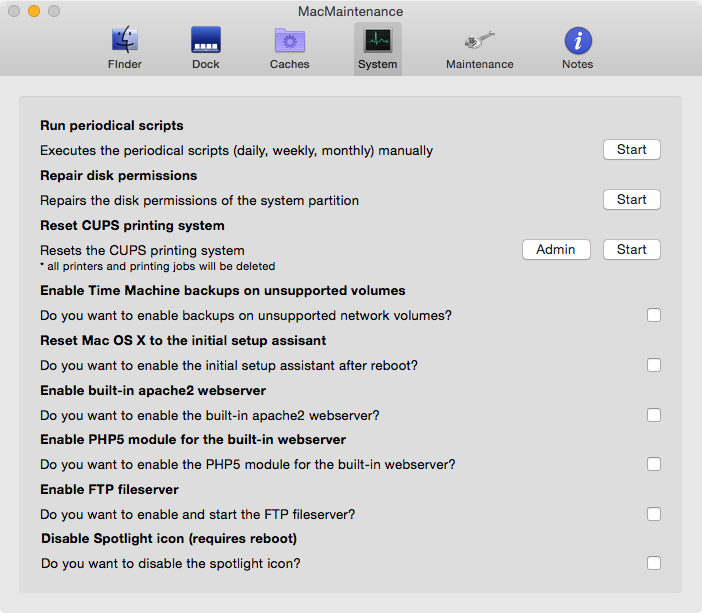 MacMaintenance
FInder
Dock
Caches
System
Maintenance
Notes
Run periodical scripts
Executes the periodical scripts (daily, weekly, monthly) manually
Start
Repair disk permissions
Repairs the disk permissions of the system partition
Start
Reset CUPS printing system
Resets the CUPS printing system
Admin
Start
* all printers and printing jobs will be deleted
Enable Time Machine backups on unsupported volumes
Do you want to enable backups on unsupported network volumes?
Reset Mac OS X to the initial setup assisant
Do you want to enable the initial setup assistant after reboot?
Enable built-in apache2 webserver
Do you want to enable the built-in apache2 webserver?
Enable PHP5 module for the built-in webserver
Do you want to enable the PHP5 module for the built-in webserver?
Enable FTP fileserver
Do you want to enable and start the FTP fileserver?
Disable Spotlight icon (requires reboot)
Do you want to disable the spotlight icon?